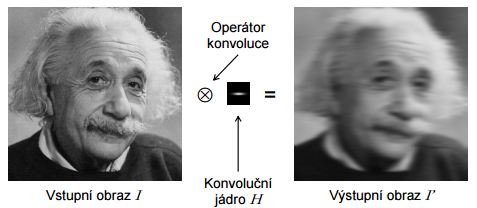 Operátor
konvoluce
⊗
=
Vstupní obraz I
Konvoluční
jádro H
Výstupní obraz I’